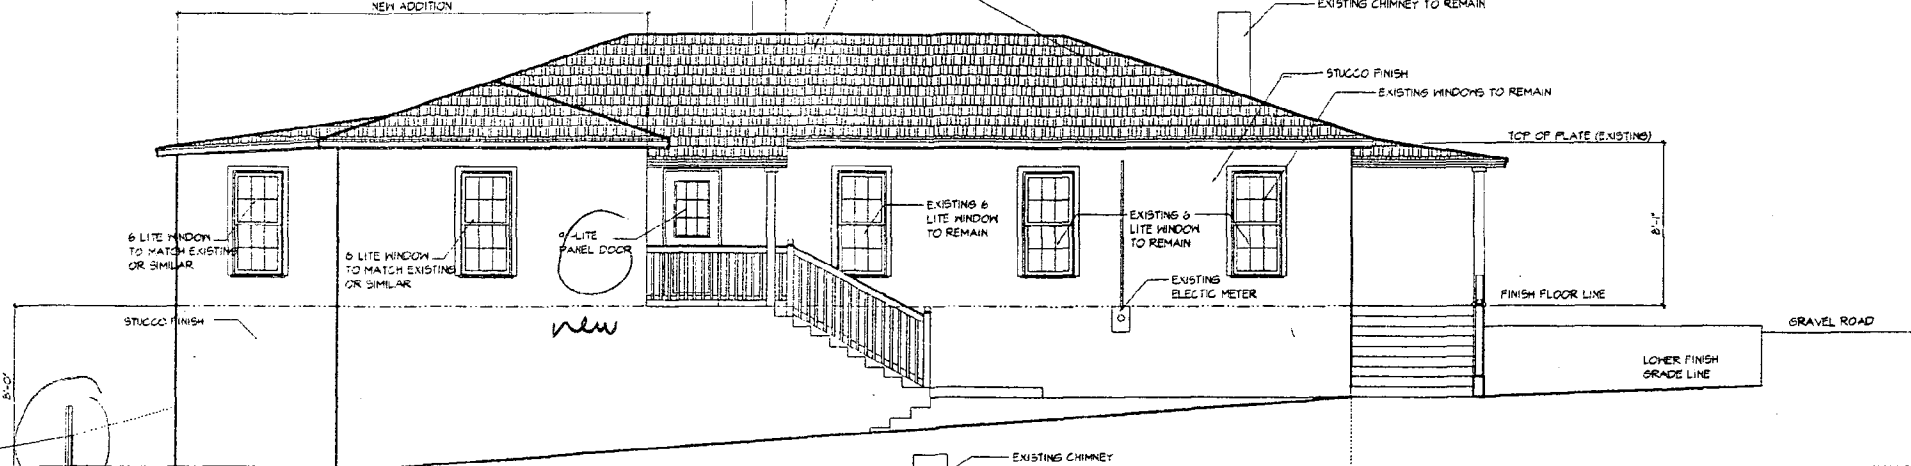 NEW ADDITION
EXISTING CHIMNEY TO REMAIN
STUCCO FINISH
EXISTING WINDOWS TO REMAIN
TOP OF PLATE (EXISTING)
6 LITE WINDOW
TO MATCH EXISTING
OR SIMILAR
6 LITE WINDOW
TO MATCH EXISTING
OR SIMILAR
9-LITE
PANEL DOOR
EXISTING 6
LITE WINDOW
TO REMAIN
EXISTING 6
LITE WINDOW
TO REMAIN
8'-1"
EXISTING
ELECTIC METER
FINISH FLOOR LINE
STUCCO FINISH
new
GRAVEL ROAD
LOWER FINISH
GRADE LINE
8'-0"
EXISTING CHIMNEY